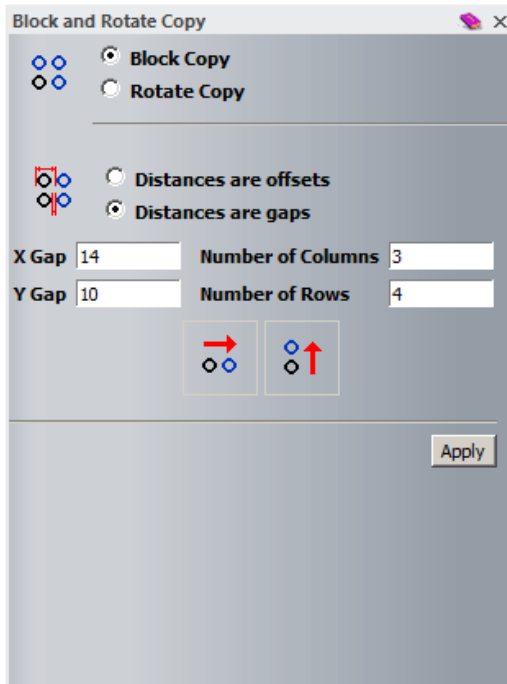 Block and Rotate Copy
Block Copy
Rotate Copy
Distances are offsets
Distances are gaps
X Gap 14 Number of Columns 3
Y Gap 10 Number of Rows 4
Apply